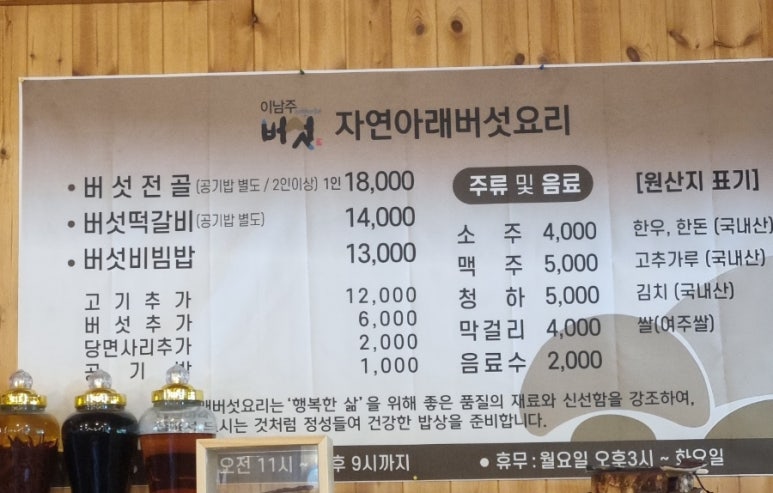 이남주
버섯 자연아래버섯요리
• 버섯전골 (공기밥 별도 / 2인이상) 1인 18,000
• 버섯떡갈비 (공기밥 별도) 14,000
• 버섯비빔밥 13,000
고기추가 12,000
버섯추가 6,000
당면사리추가 2,000
공기밥 1,000
주류 및 음료
소주 4,000
맥주 5,000
청하 5,000
막걸리 4,000
음료수 2,000
[원산지 표기]
한우, 한돈 (국내산)
고추가루 (국내산)
김치 (국내산)
쌀(여주쌀)
래버섯요리는 '행복한 삶'을 위해 좋은 품질의 재료와 신선함을 강조하여,
시는 것처럼 정성들여 건강한 밥상을 준비합니다.
오전 11시 ~ 후 9시까지 • 휴무 : 월요일 오후3시 ~ 화요일